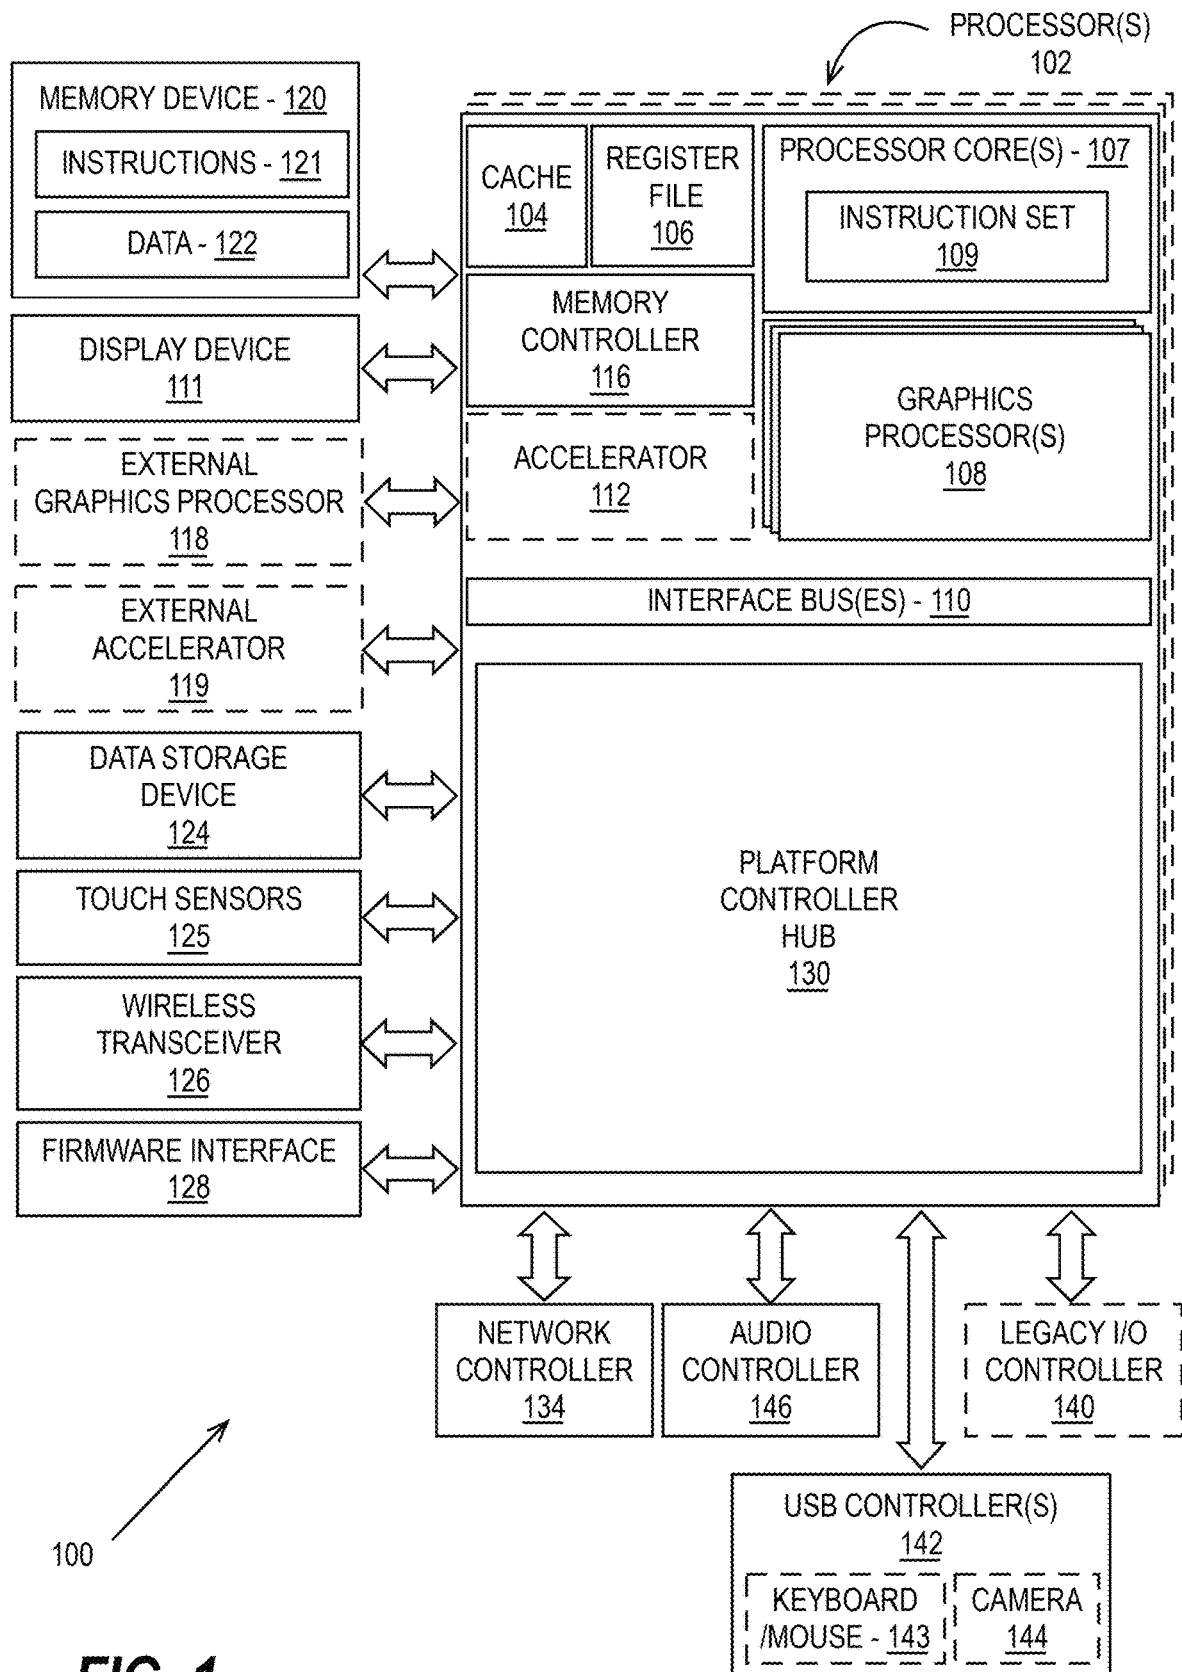 PROCESSOR(S)
102
MEMORY DEVICE - 120
INSTRUCTIONS - 121
DATA - 122
DISPLAY DEVICE
111
EXTERNAL
GRAPHICS PROCESSOR
118
EXTERNAL
ACCELERATOR
119
DATA STORAGE
DEVICE
124
TOUCH SENSORS
125
WIRELESS
TRANSCEIVER
126
FIRMWARE INTERFACE
128
CACHE
104
REGISTER
FILE
106
PROCESSOR CORE(S) - 107
INSTRUCTION SET
109
MEMORY
CONTROLLER
116
GRAPHICS
PROCESSOR(S)
108
ACCELERATOR
112
INTERFACE BUS(ES) - 110
PLATFORM
CONTROLLER
HUB
130
NETWORK
CONTROLLER
134
AUDIO
CONTROLLER
146
LEGACY I/O
CONTROLLER
140
USB CONTROLLER(S)
142
KEYBOARD
/MOUSE - 143
CAMERA
144
100
FIG. 1